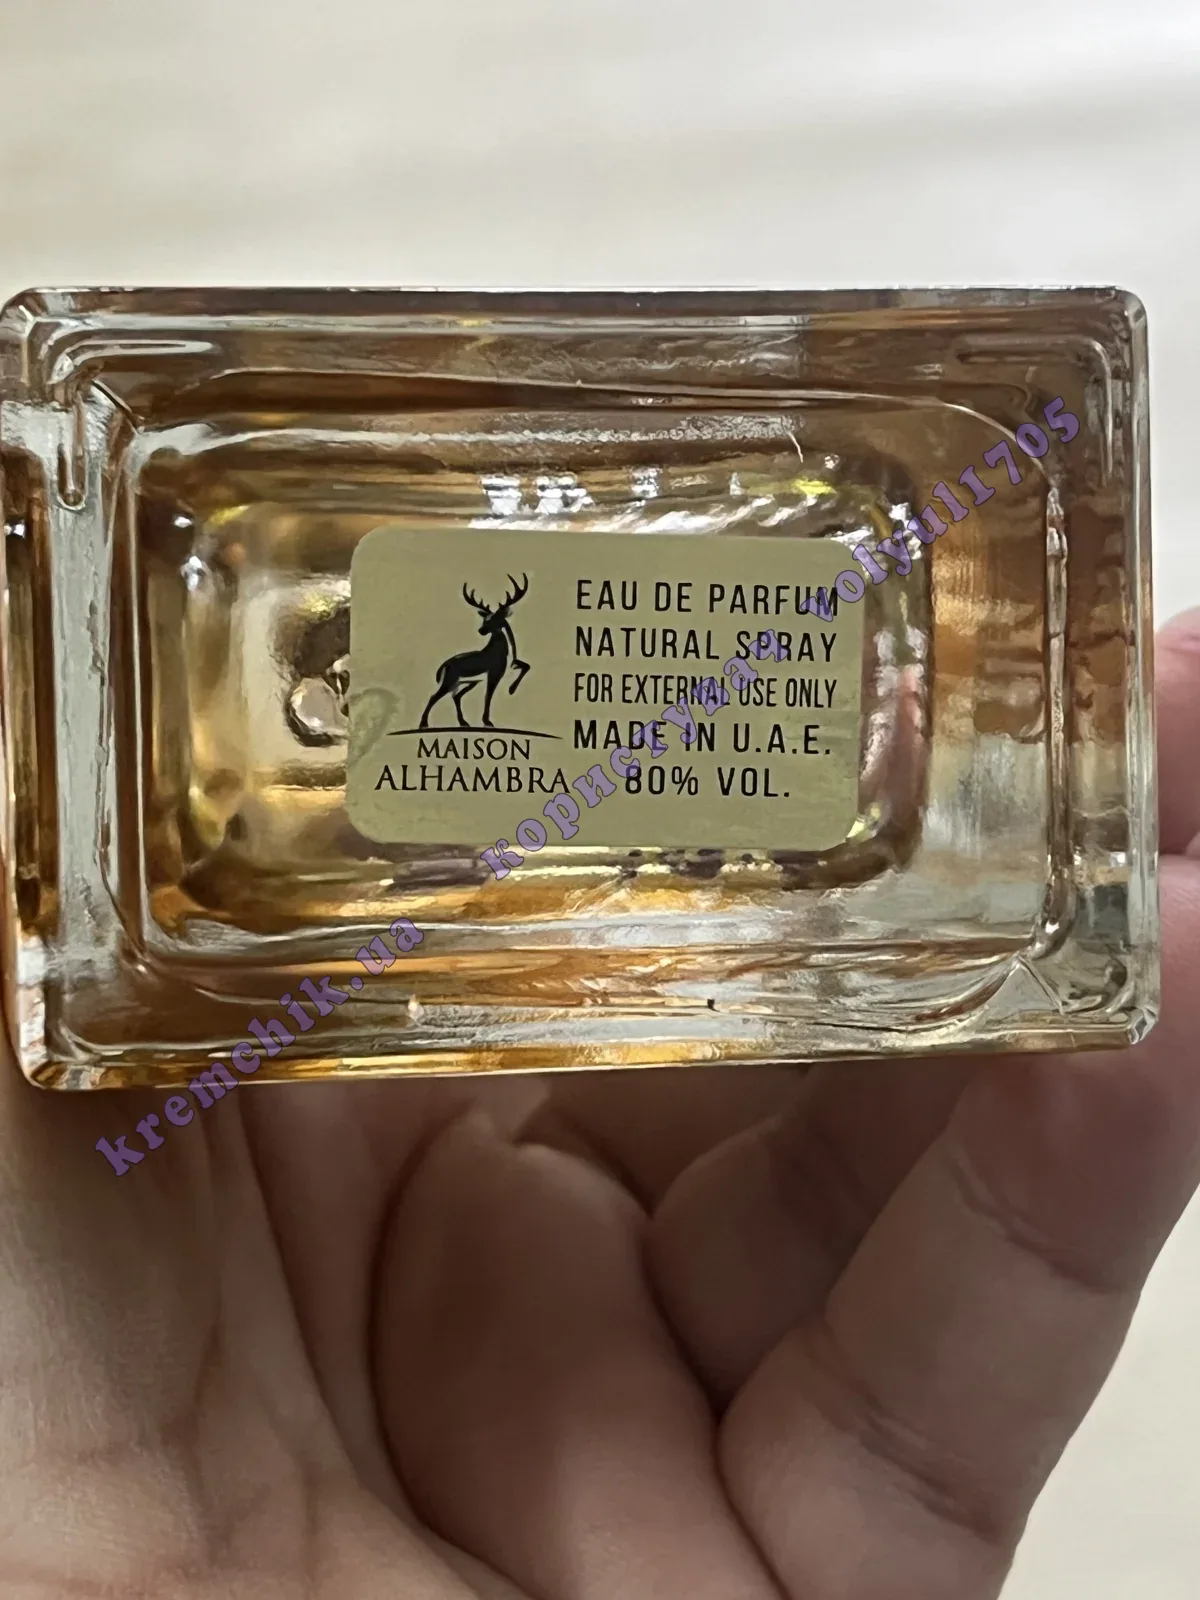 MAISON
ALHAMBRA
EAU DE PARFUM
NATURAL SPRAY
FOR EXTERNAL USE ONLY
MADE IN U.A.E.
80% VOL.
kremchik.ua користувач volyul1705